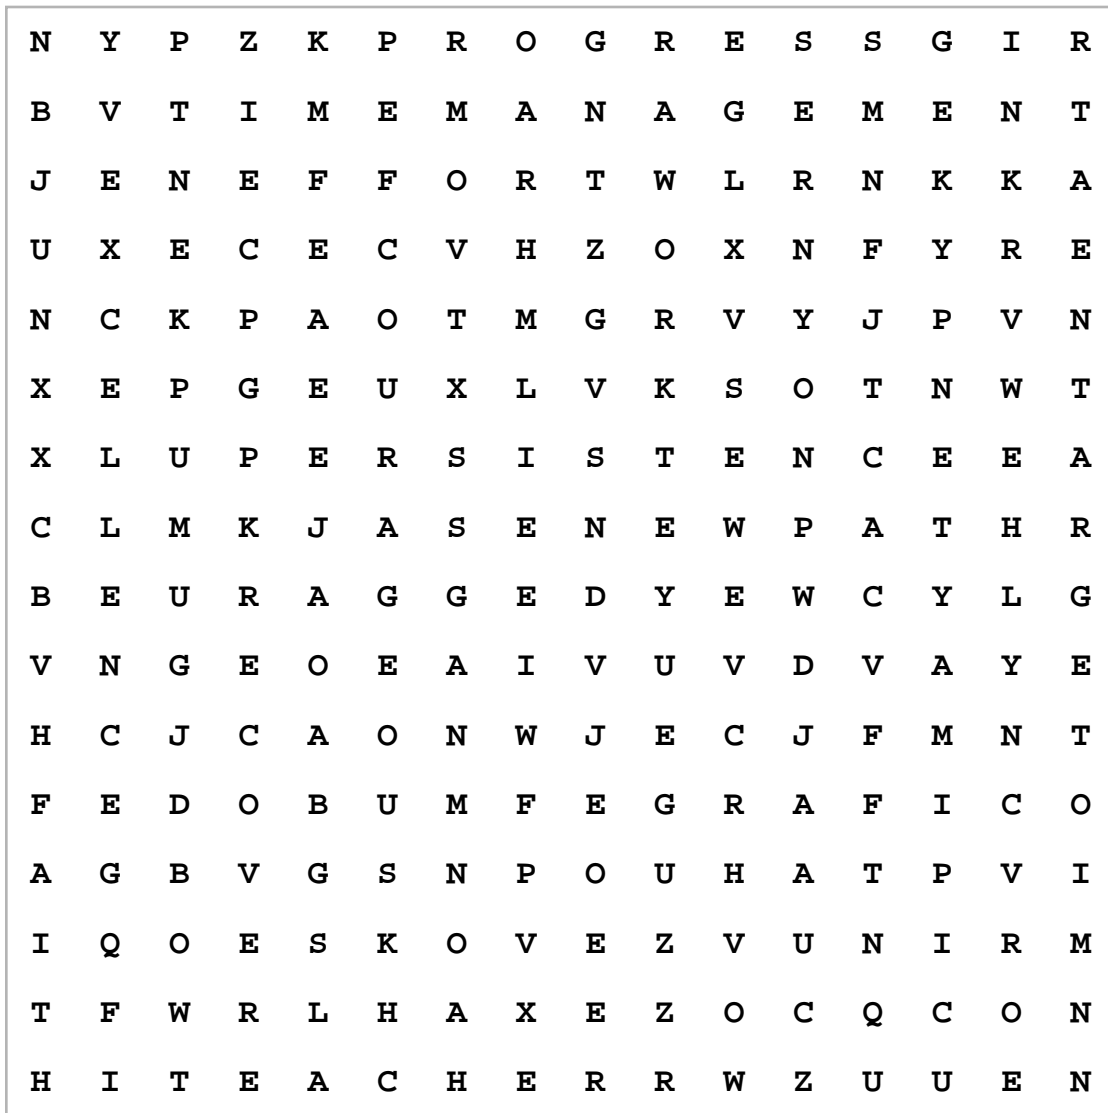 N Y P Z K P R O G R E S S G I R
B V T I M E M A N A G E M E N T
J E N E F F O R T W L R N K K A
U X E C E C V H Z O X N F Y R E
N C K P A O T M G R V Y J P V N
X E P G E U X L V K S O T N W T
X L U P E R S I S T E N C E E A
C L M K J A S E N E W P A T H R
B E U R A G G E D Y E W C Y L G
V N G E O E A I V U V D V A Y E
H C J C A O N W J E C J F M N T
F E D O B U M F E G R A F I C O
A G B V G S N P O U H A T P V I
I Q O E S K O V E Z V U N I R M
T F W R L H A X E Z O C Q C O N
H I T E A C H E R R W Z U U E N